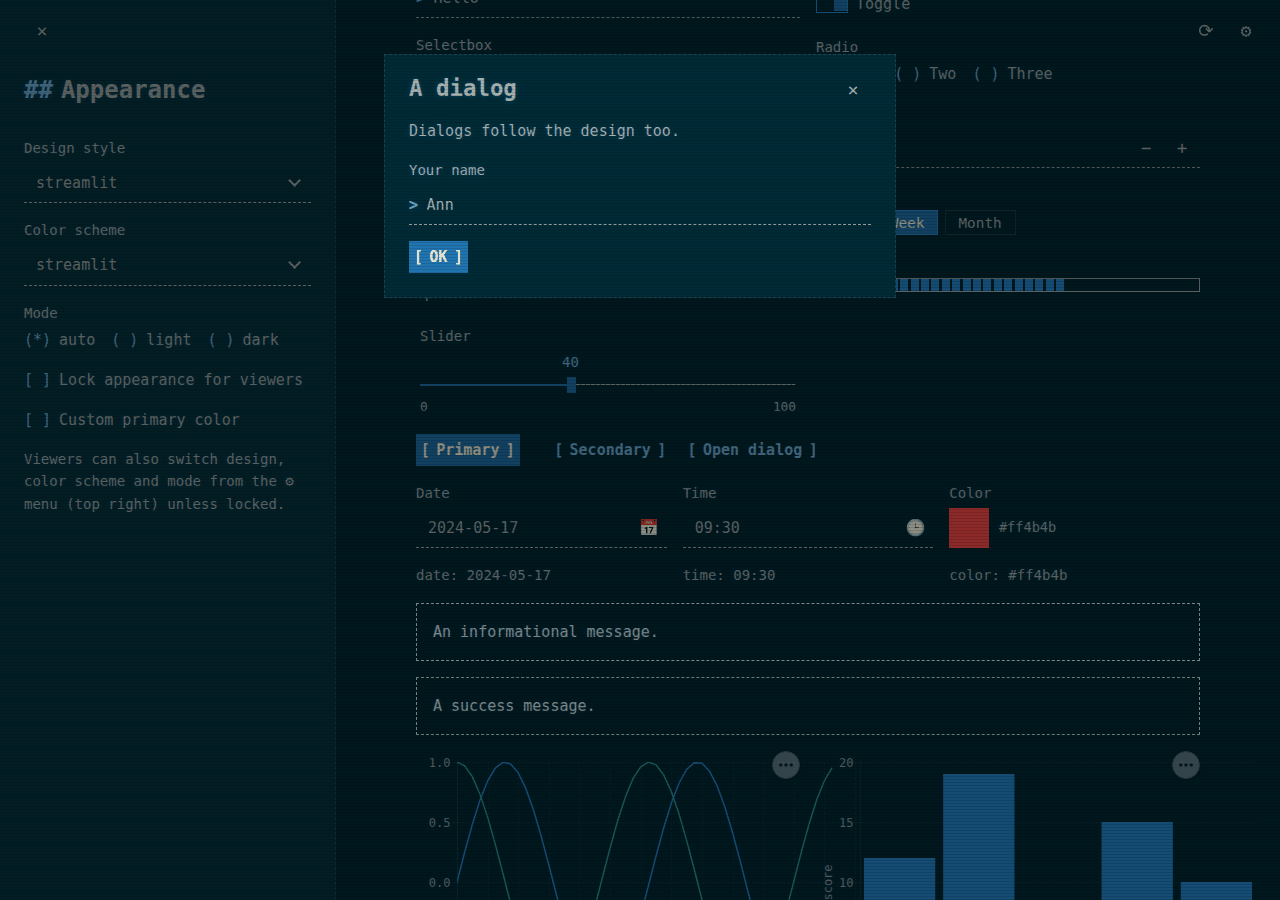 ✕
## Appearance
Design style
streamlit
Color scheme
streamlit
Mode
(*) auto ( ) light ( ) dark
[ ] Lock appearance for viewers
[ ] Custom primary color
Viewers can also switch design,
color scheme and mode from the ⚙
menu (top right) unless locked.
> Hello
Toggle
Selectbox
Radio
( ) Two ( ) Three
A dialog
✕
Dialogs follow the design too.
Your name
> Ann
[ OK ]
− +
Week
Month
Slider
40
0
100
[ Primary ]
[ Secondary ]
[ Open dialog ]
Date
Time
Color
2024-05-17
09:30
#ff4b4b
date: 2024-05-17
time: 09:30
color: #ff4b4b
An informational message.
A success message.
1.0
0.5
0.0
20
15
10
score